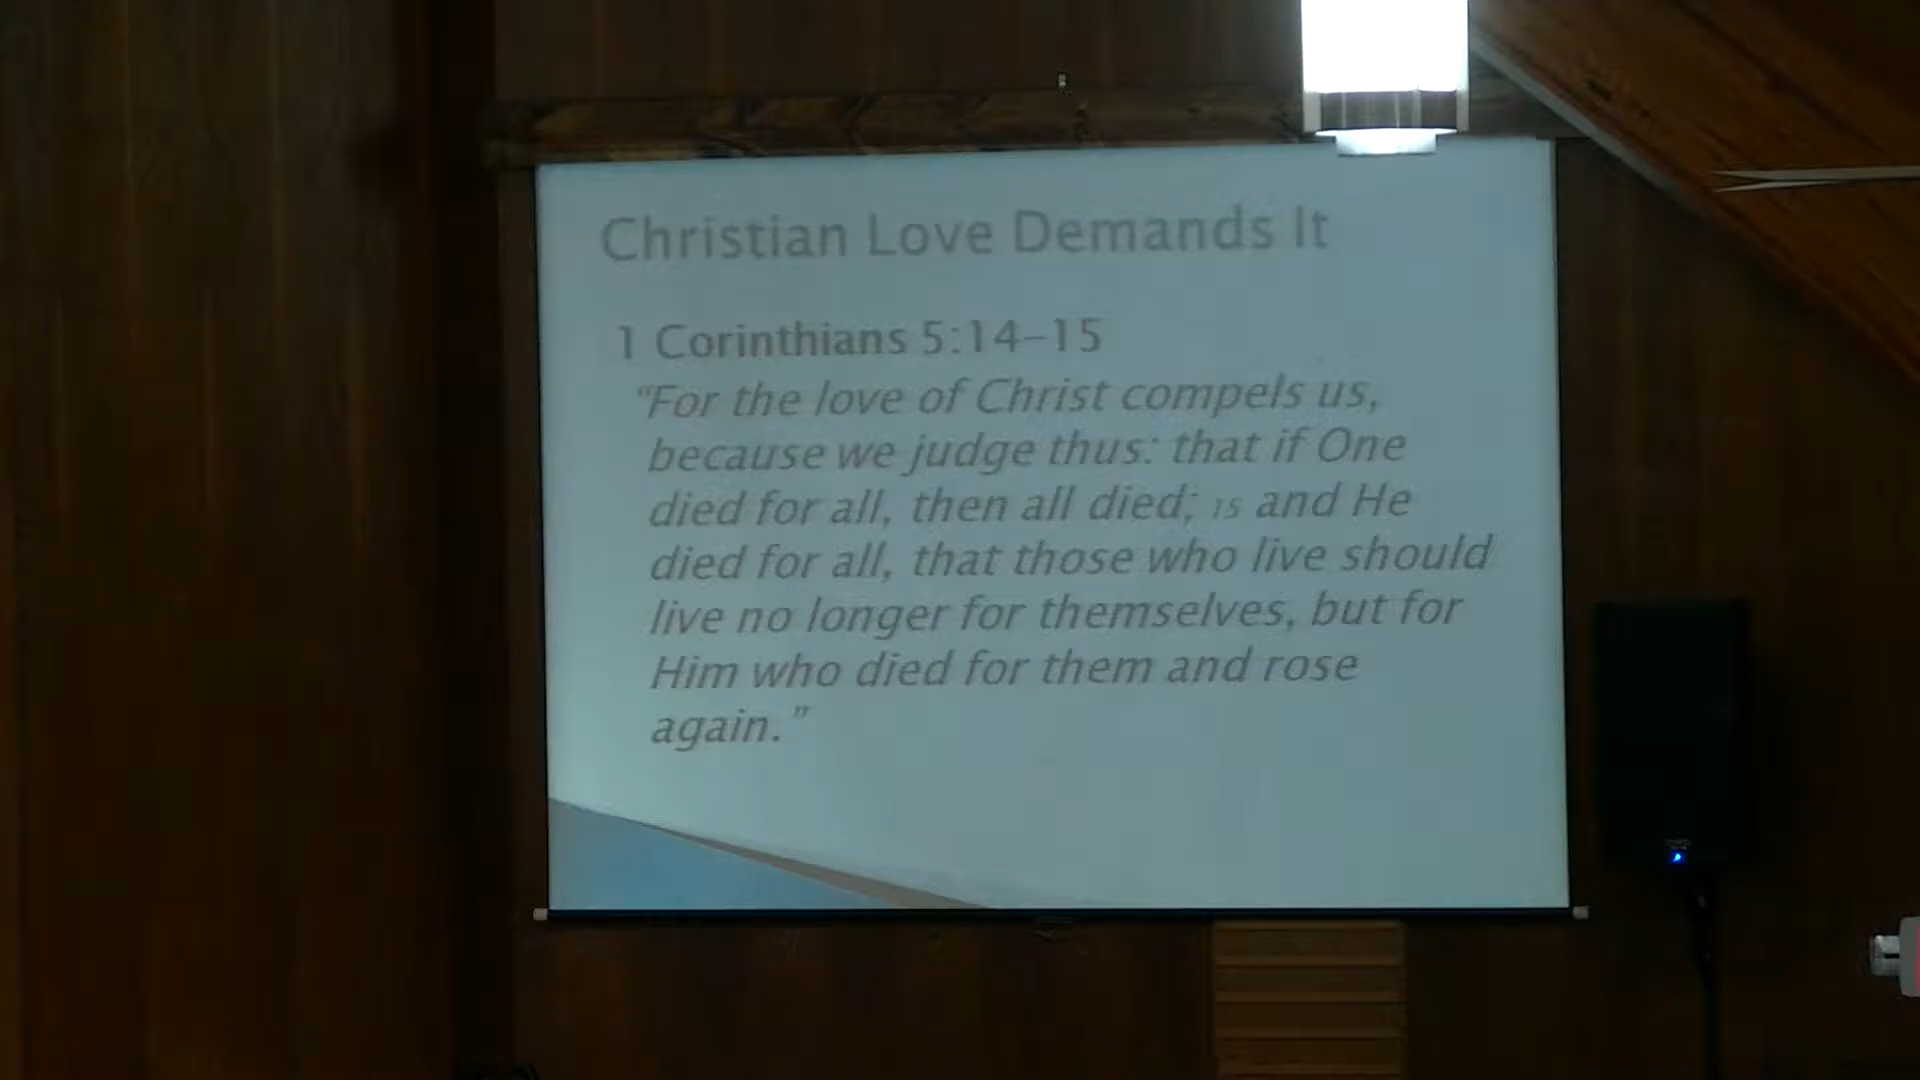 Christian Love Demands It
1 Corinthians 5:14-15
“For the love of Christ compels us,
because we judge thus: that if One
died for all, then all died; 15 and He
died for all, that those who live should
live no longer for themselves, but for
Him who died for them and rose
again.”